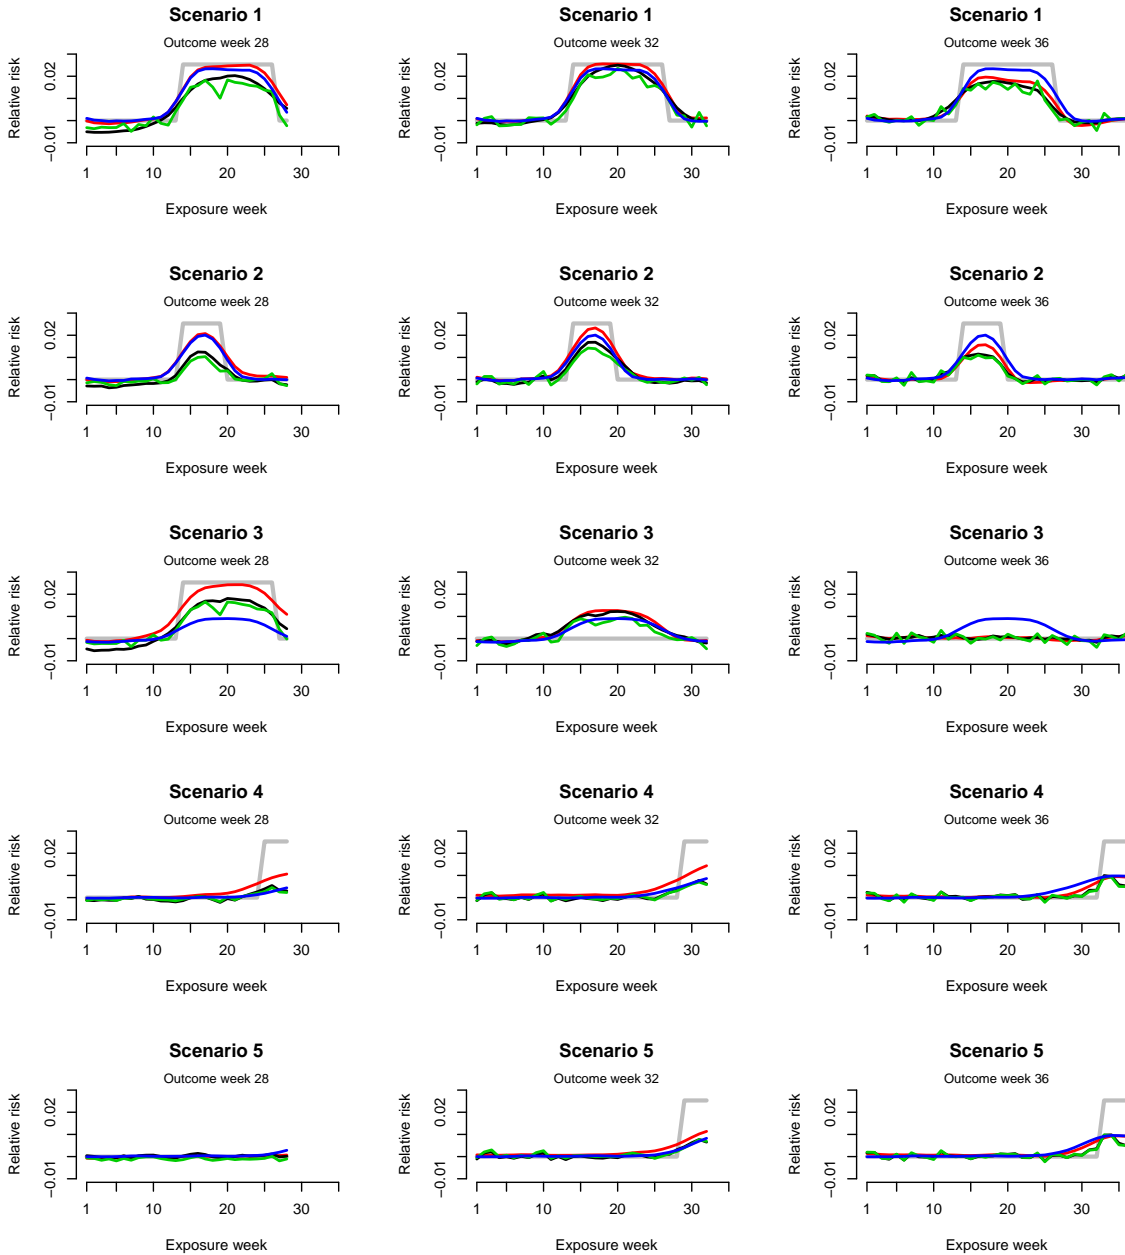 Scenario 1
Outcome week 28
Relative risk
0.02
−0.01
1 10 20 30
Exposure week
Scenario 1
Outcome week 32
Relative risk
0.02
−0.01
1 10 20 30
Exposure week
Scenario 1
Outcome week 36
Relative risk
0.02
−0.01
1 10 20 30
Exposure week
Scenario 2
Outcome week 28
Relative risk
0.02
−0.01
1 10 20 30
Exposure week
Scenario 2
Outcome week 32
Relative risk
0.02
−0.01
1 10 20 30
Exposure week
Scenario 2
Outcome week 36
Relative risk
0.02
−0.01
1 10 20 30
Exposure week
Scenario 3
Outcome week 28
Relative risk
0.02
−0.01
1 10 20 30
Exposure week
Scenario 3
Outcome week 32
Relative risk
0.02
−0.01
1 10 20 30
Exposure week
Scenario 3
Outcome week 36
Relative risk
0.02
−0.01
1 10 20 30
Exposure week
Scenario 4
Outcome week 28
Relative risk
0.02
−0.01
1 10 20 30
Exposure week
Scenario 4
Outcome week 32
Relative risk
0.02
−0.01
1 10 20 30
Exposure week
Scenario 4
Outcome week 36
Relative risk
0.02
−0.01
1 10 20 30
Exposure week
Scenario 5
Outcome week 28
Relative risk
0.02
−0.01
1 10 20 30
Exposure week
Scenario 5
Outcome week 32
Relative risk
0.02
−0.01
1 10 20 30
Exposure week
Scenario 5
Outcome week 36
Relative risk
0.02
−0.01
1 10 20 30
Exposure week